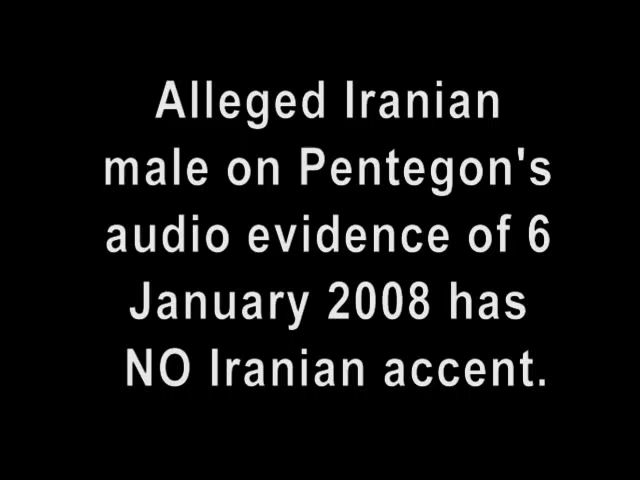 Alleged Iranian
male on Pentegon's
audio evidence of 6
January 2008 has
NO Iranian accent.